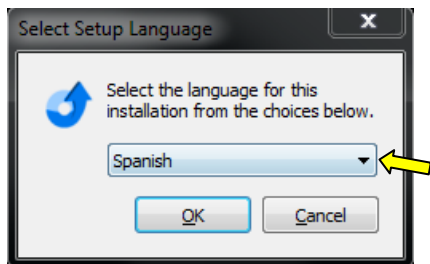 Select Setup Language
x
Select the language for this
installation from the choices below.
Spanish
OK
Cancel